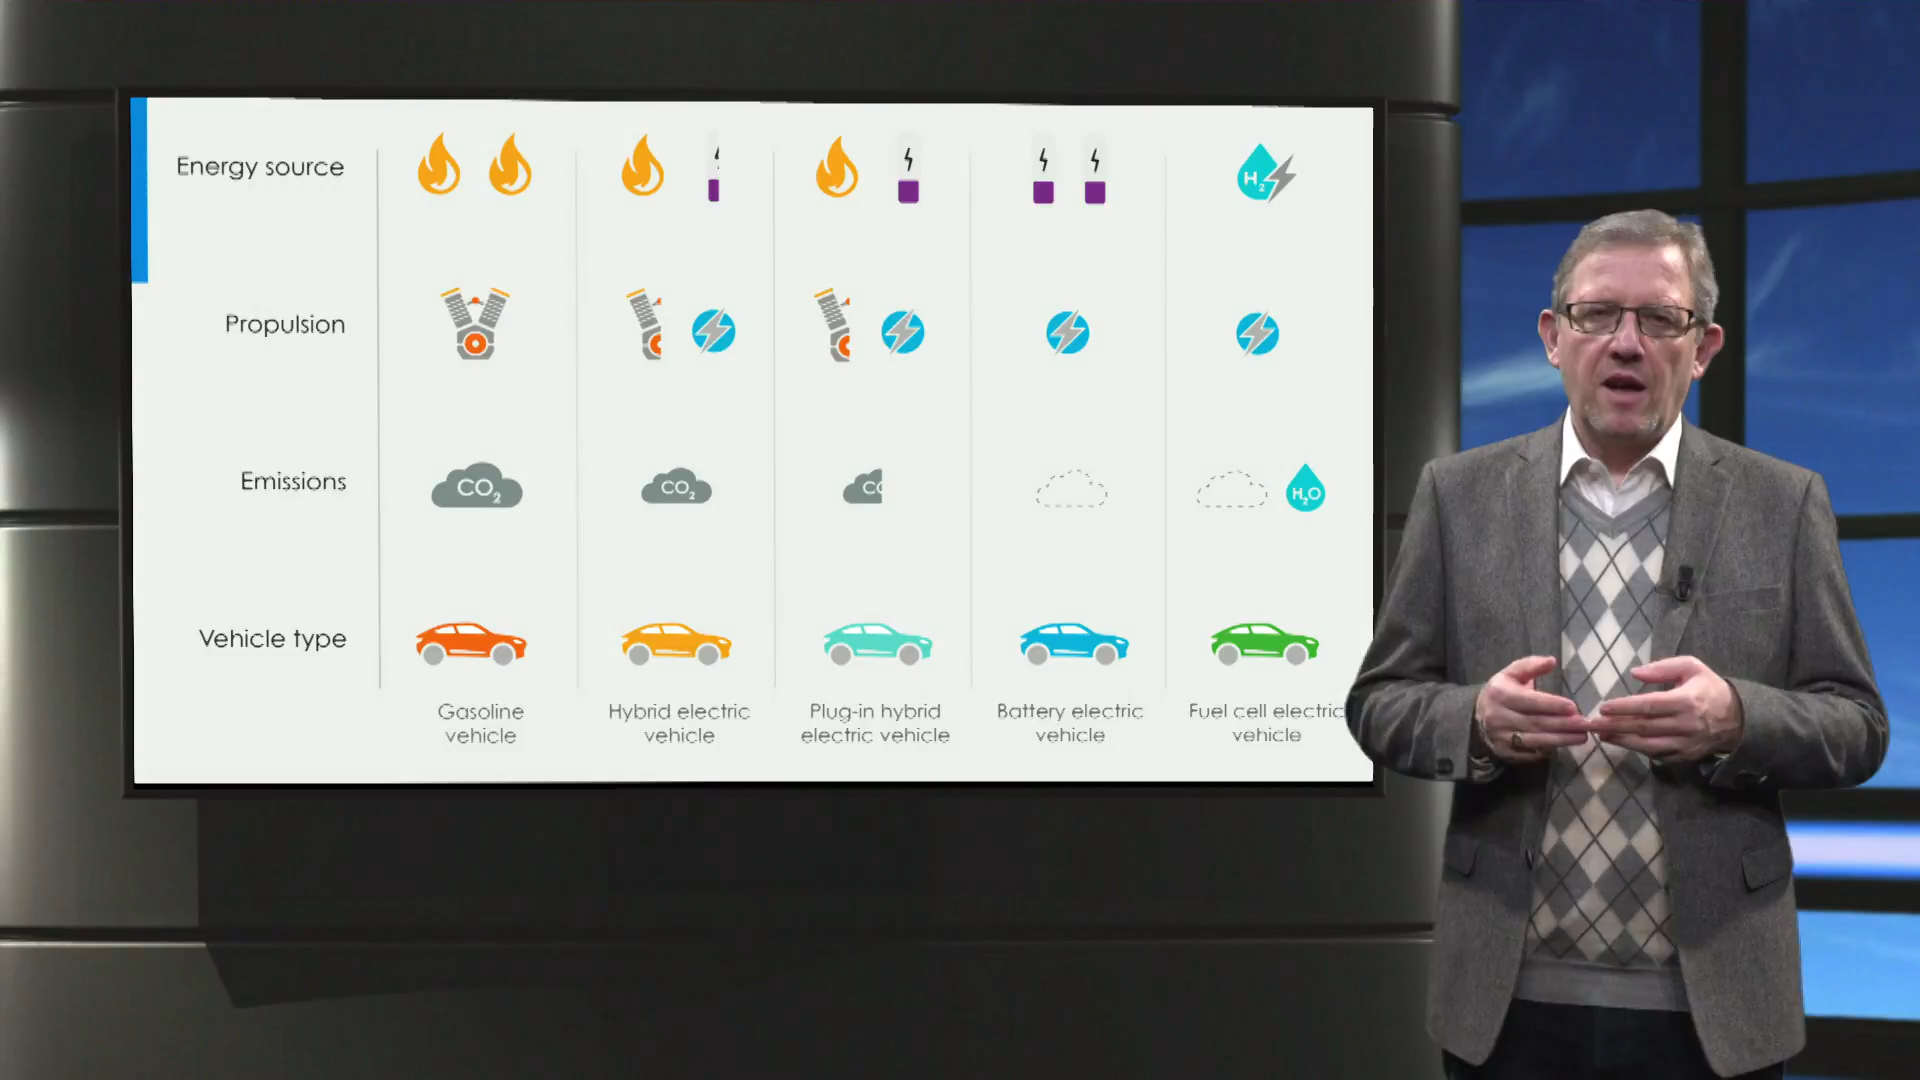 Energy source
H2
Propulsion
Emissions
CO2
CO2
CO
H2O
Vehicle type
Gasoline
vehicle
Hybrid electric
vehicle
Plug-in hybrid
electric vehicle
Battery electric
vehicle
Fuel cell electric
vehicle